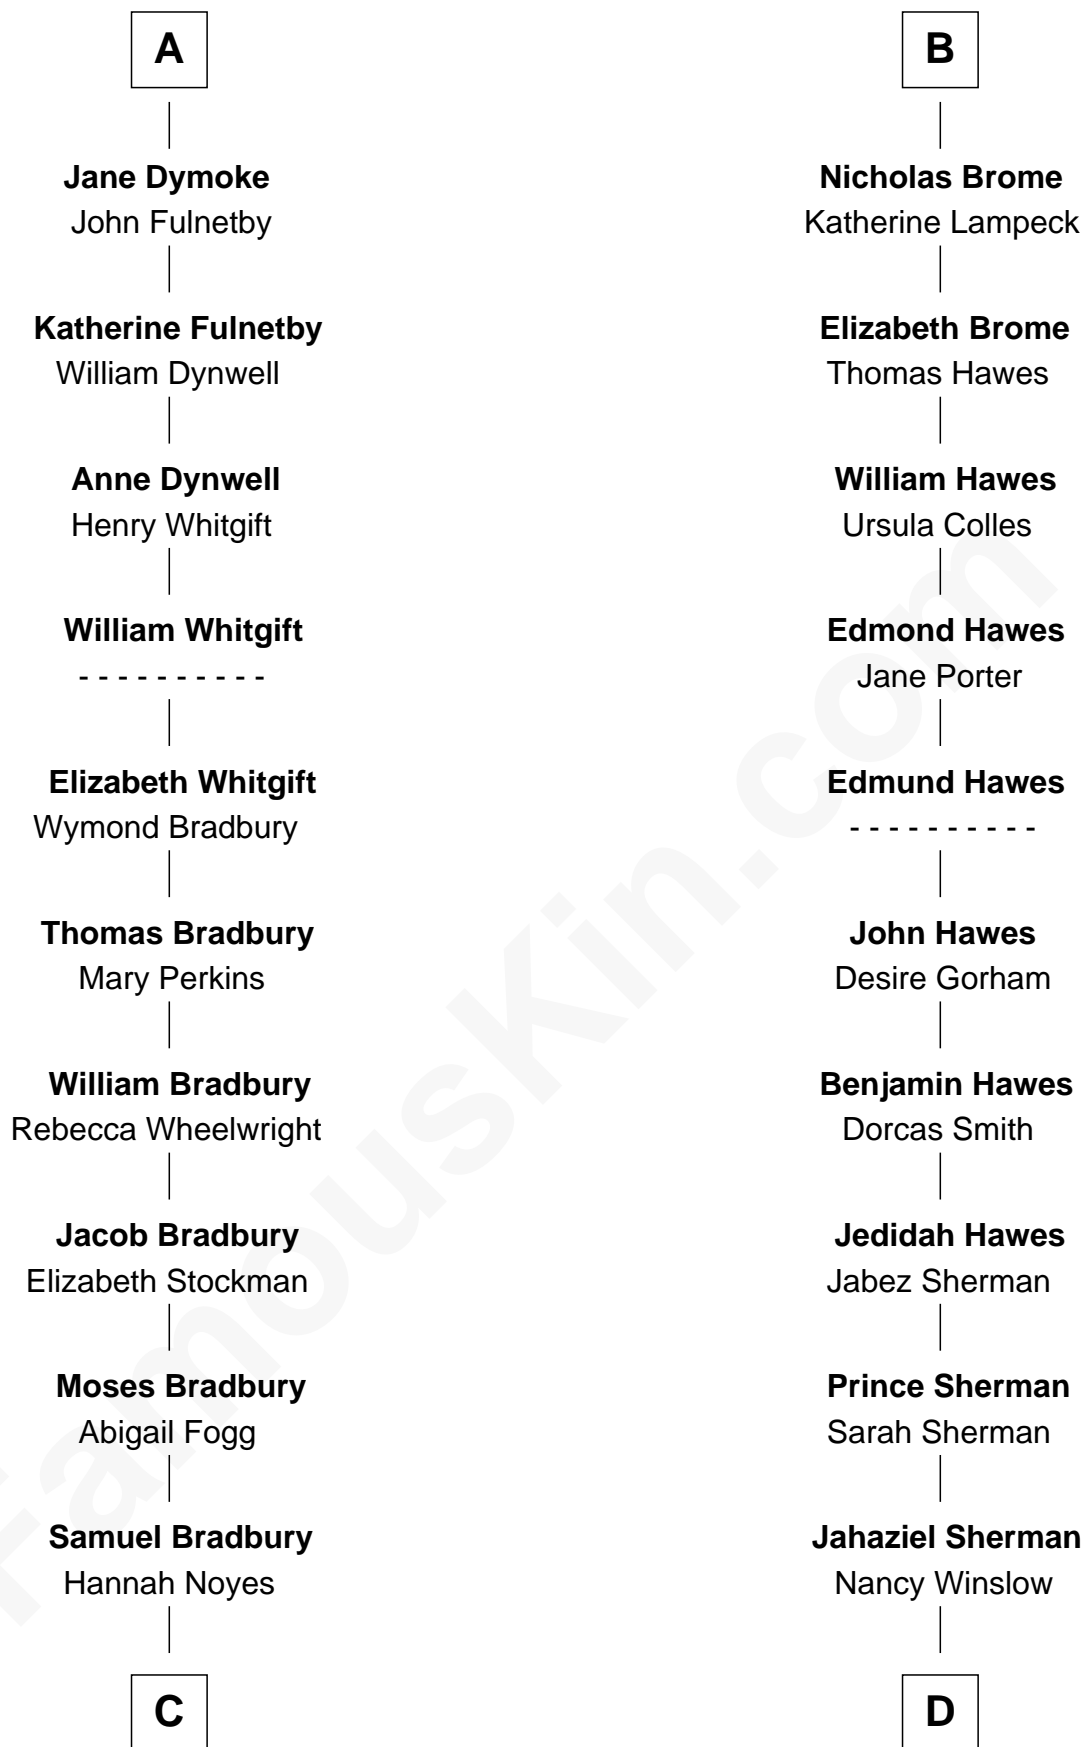 A
Jane Dymoke
John Fulnetby
Katherine Fulnetby
William Dynwell
Anne Dynwell
Henry Whitgift
William Whitgift
- - - - - - - - - -
Elizabeth Whitgift
Wymond Bradbury
Thomas Bradbury
Mary Perkins
William Bradbury
Rebecca Wheelwright
Jacob Bradbury
Elizabeth Stockman
Moses Bradbury
Abigail Fogg
Samuel Bradbury
Hannah Noyes
C
B
Nicholas Brome
Katherine Lampeck
Elizabeth Brome
Thomas Hawes
William Hawes
Ursula Colles
Edmond Hawes
Jane Porter
Edmund Hawes
- - - - - - - - - -
John Hawes
Desire Gorham
Benjamin Hawes
Dorcas Smith
Jedidah Hawes
Jabez Sherman
Prince Sherman
Sarah Sherman
Jahaziel Sherman
Nancy Winslow
D
FamousKin.com